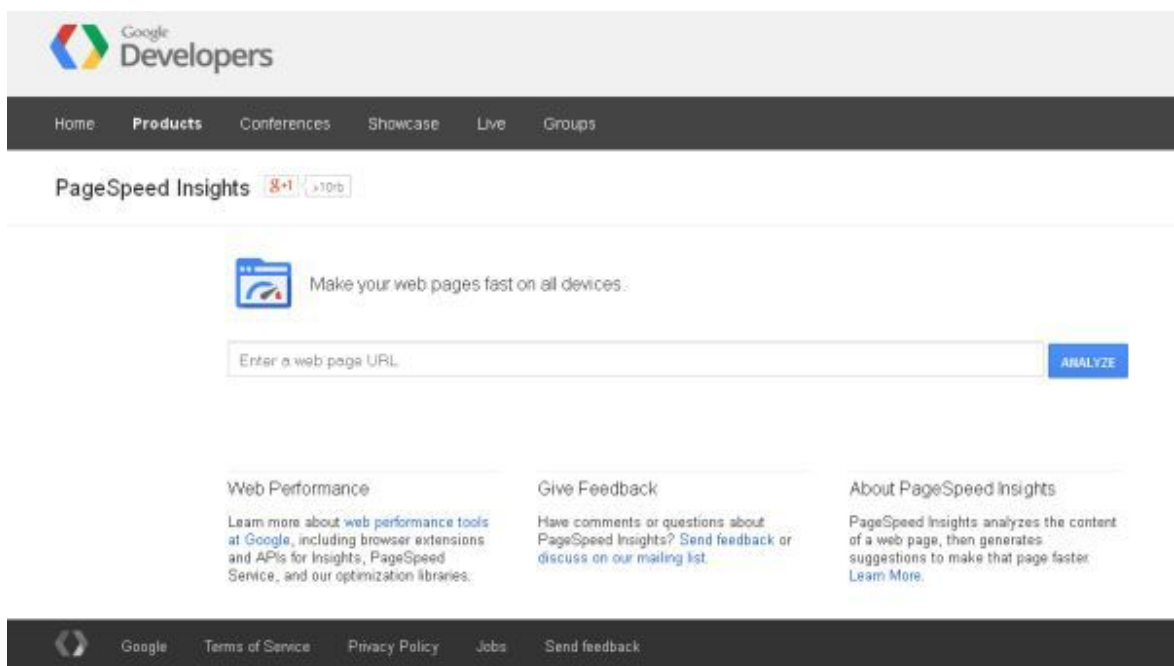 Google
Developers
Home Products Conferences Showcase Live Groups
PageSpeed Insights g+1 >10rb
Make your web pages fast on all devices.
Enter a web page URL
ANALYZE
Web Performance
Learn more about web performance tools
at Google, including browser extensions
and APIs for Insights, PageSpeed
Service, and our optimization libraries.
Give Feedback
Have comments or questions about
PageSpeed Insights? Send feedback or
discuss on our mailing list.
About PageSpeed Insights
PageSpeed Insights analyzes the content
of a web page, then generates
suggestions to make that page faster.
Learn More.
Google Terms of Service Privacy Policy Jobs Send feedback